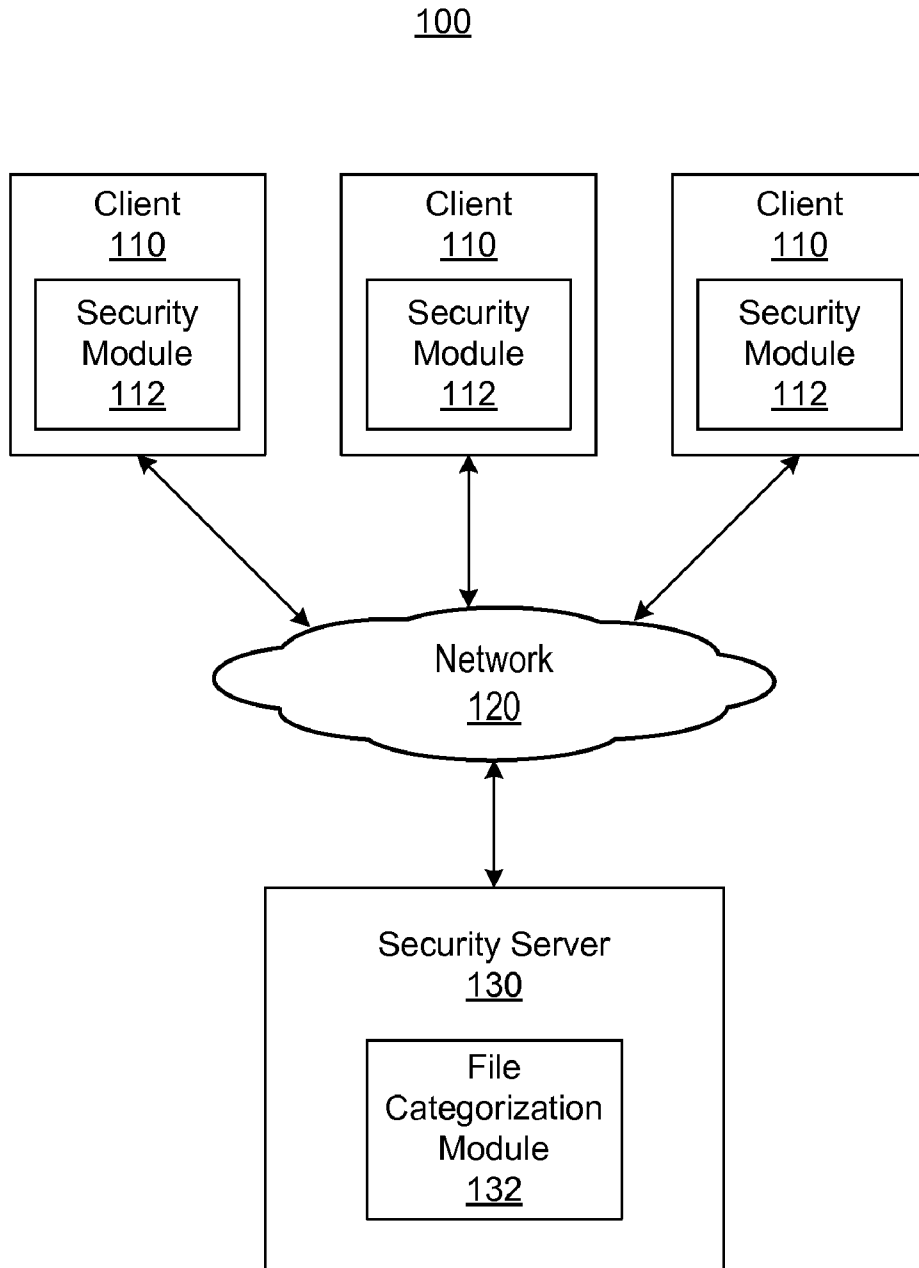 100
Client
110
Security
Module
112
Client
110
Security
Module
112
Client
110
Security
Module
112
Network
120
Security Server
130
File
Categorization
Module
132